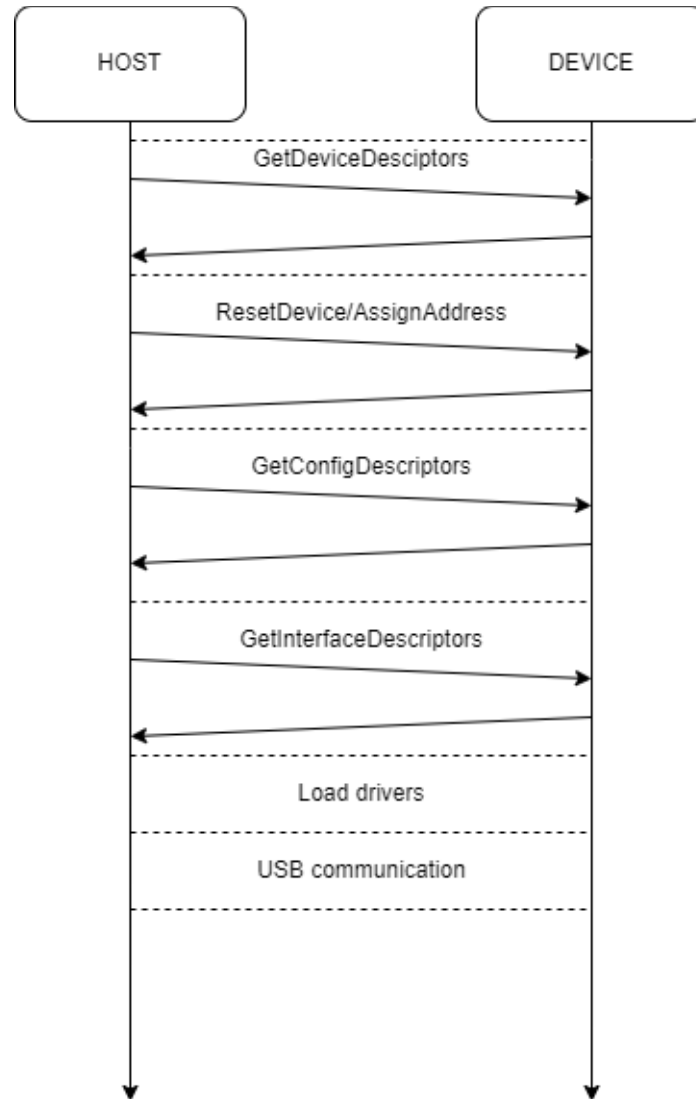 HOST
DEVICE
GetDeviceDesciptors
ResetDevice/AssignAddress
GetConfigDescriptors
GetInterfaceDescriptors
Load drivers
USB communication